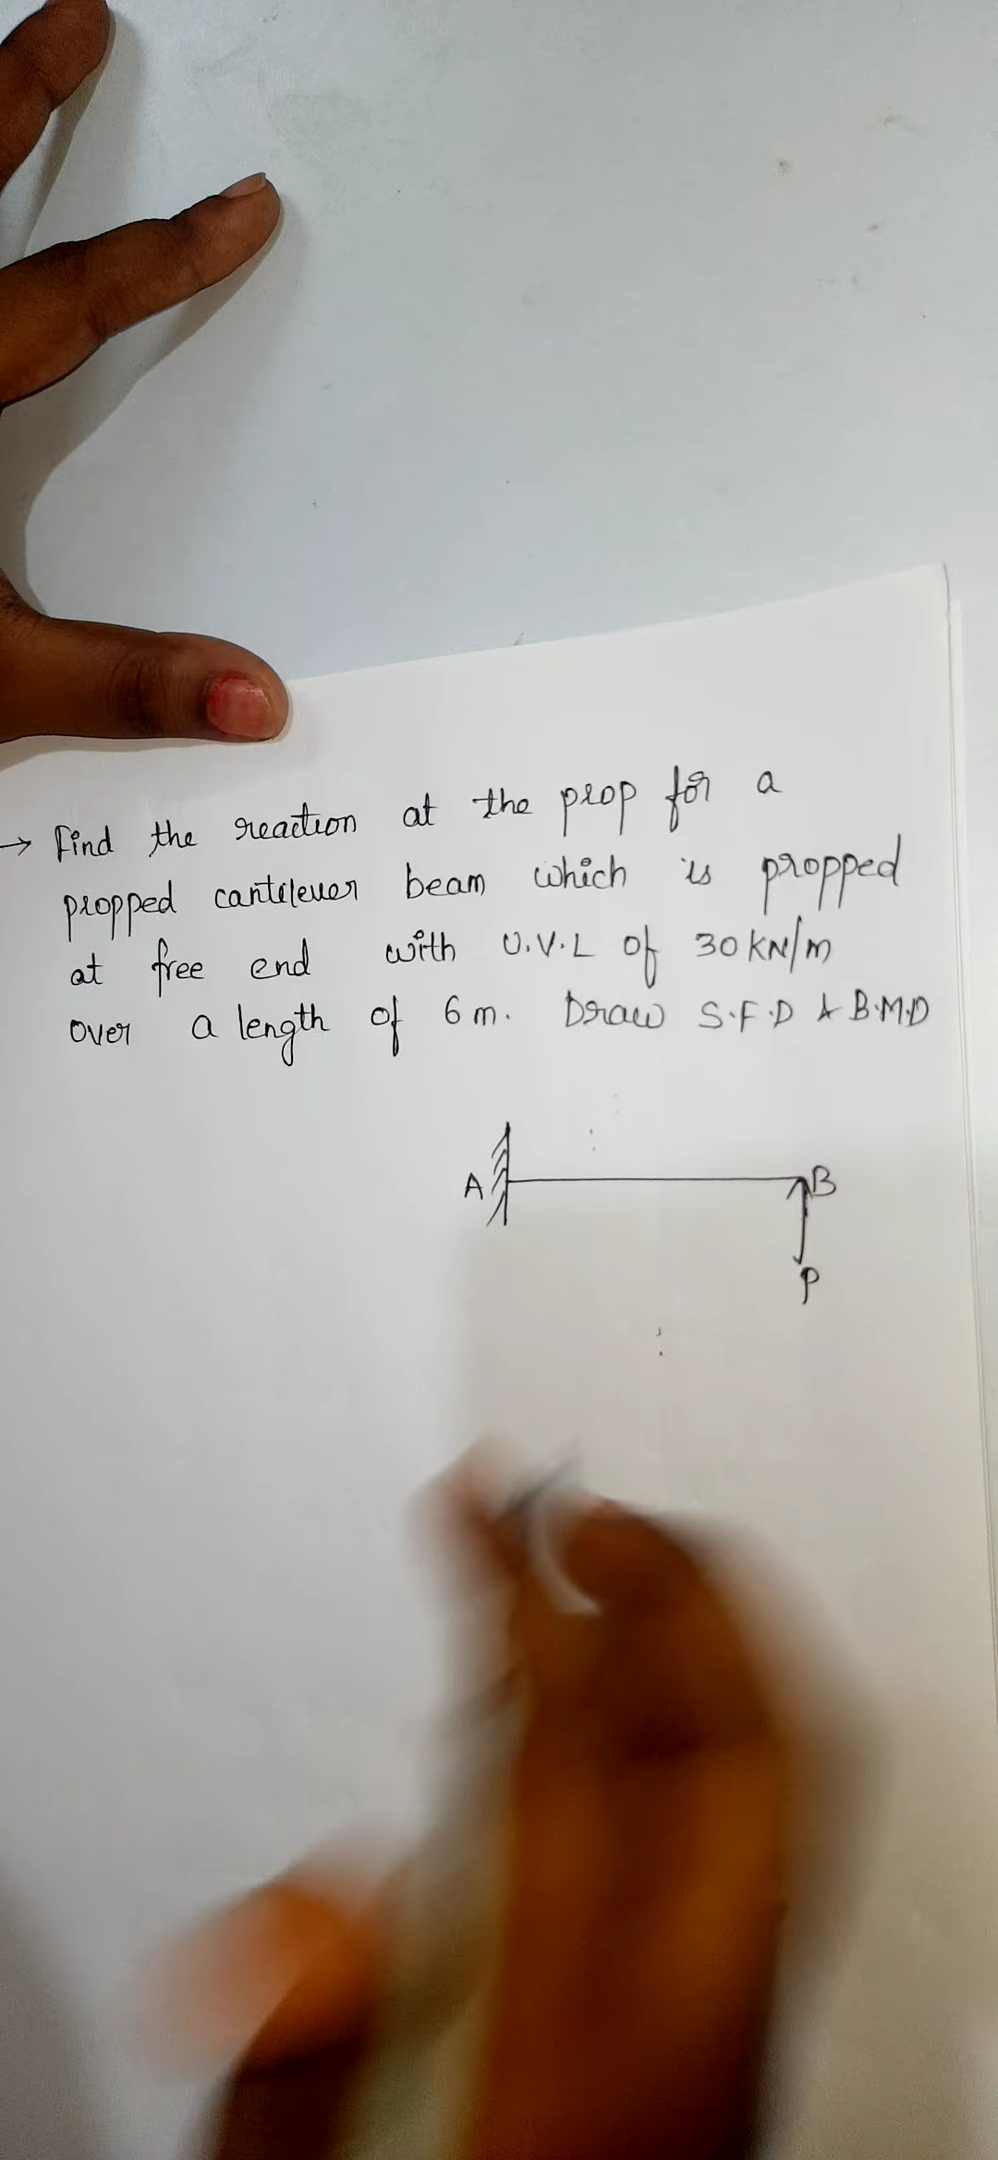 → Find the reaction at the prop for a
propped cantilever beam which is propped
at free end with U.V.L of 30 kN/m
over a length of 6 m. Draw S.F.D & B.M.D
A B
P